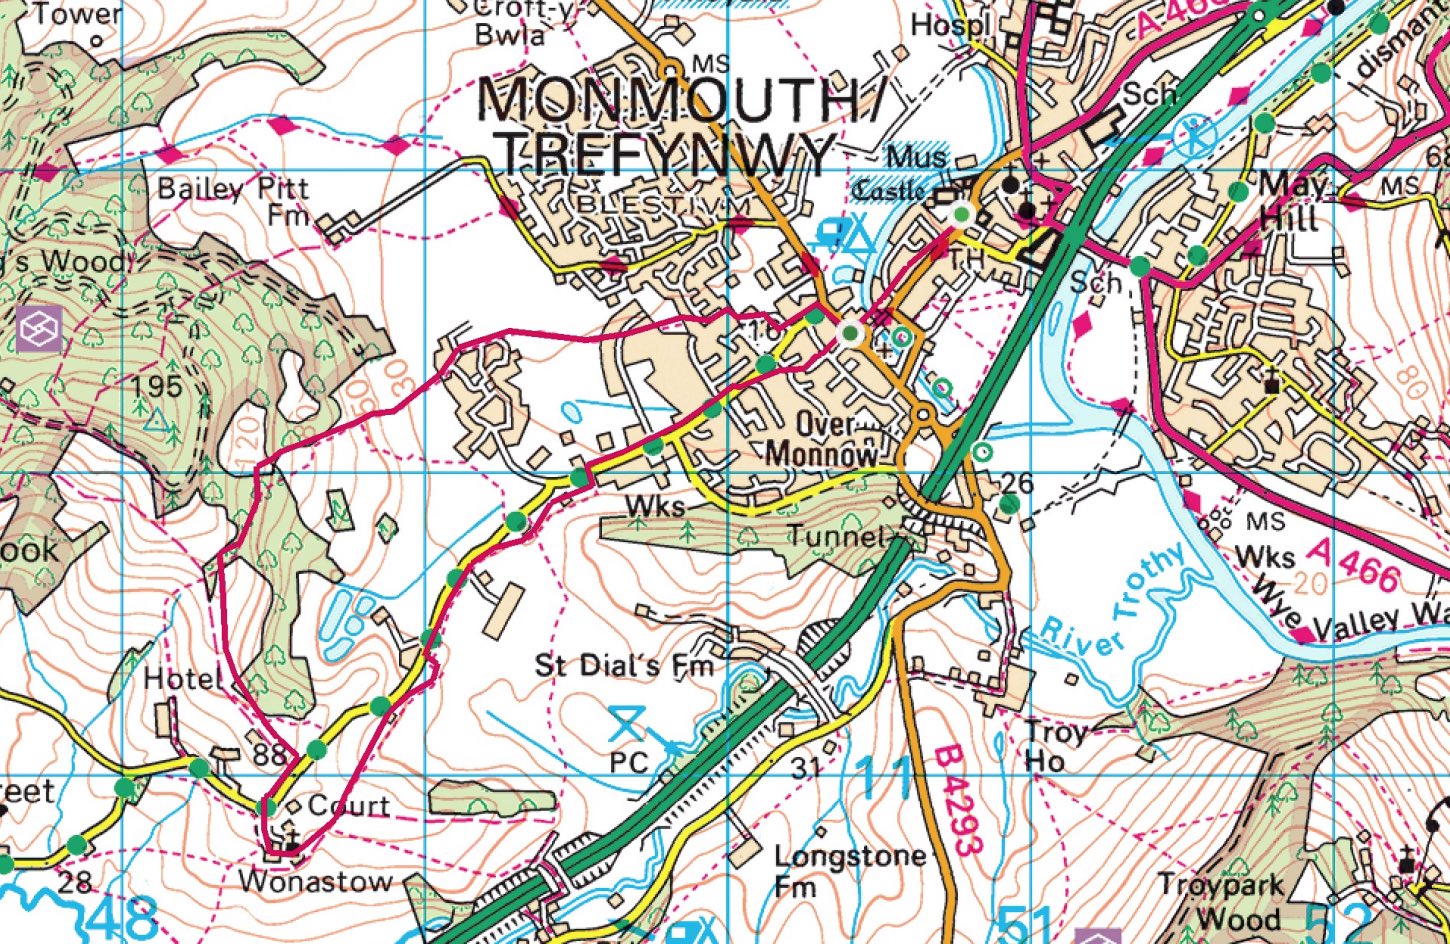 Tower
Croft-y-
Bwla
MS
Hospl
A 466
dismant
MONMOUTH/
TREFYNWY
Sch
Mus
Castle
Bailey Pitt
Fm
BLESTIVM
May
Hill
MS
68
TH
Sch
g's Wood
18
195
30
50
120
80
Over
Monnow
Wks
26
Tunnel
MS
Wks
A 466
20
ook
River Trothy
Wye Valley Wa
St Dial's Fm
Hotel
88
PC
31
11
Troy
Ho
B 4293
reet
Court
Wonastow
28
48
Longstone
Fm
Troypark
Wood
51
52